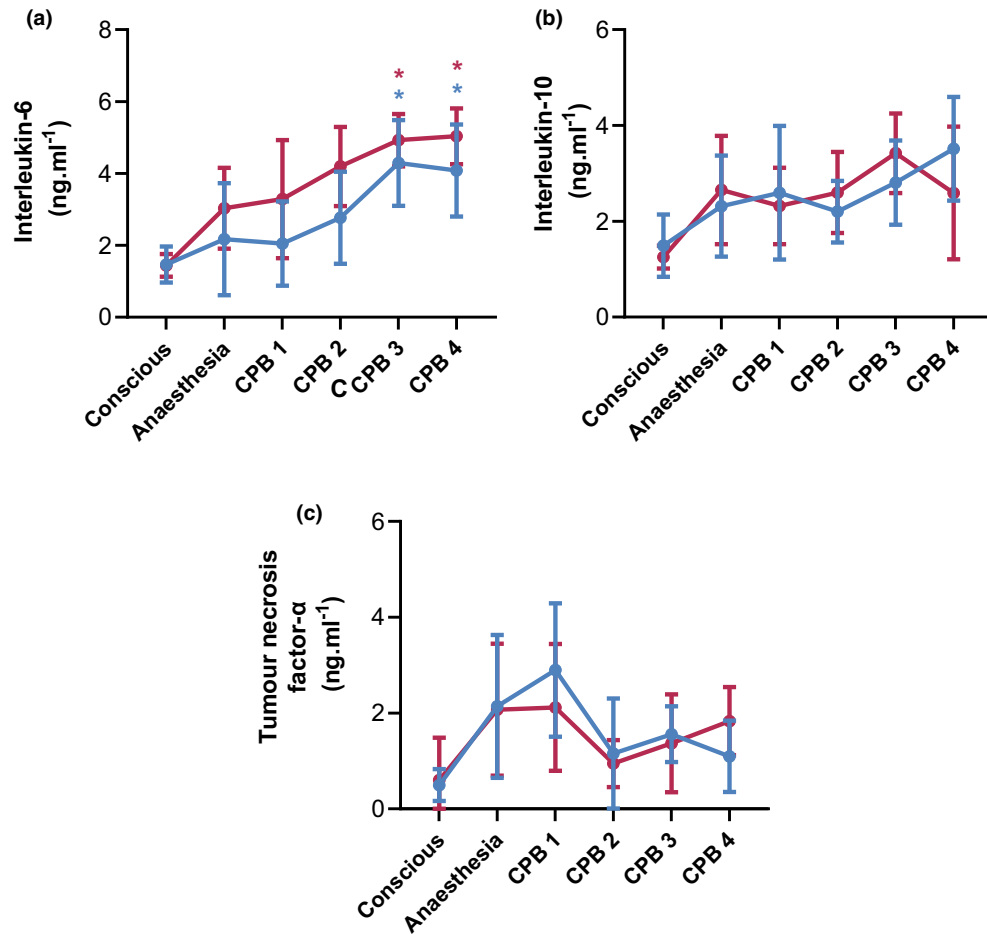 (a)
Interleukin-6
(ng.ml⁻¹)
8
6
4
2
0
*
*
*
*
Conscious
Anaesthesia
CPB 1
CPB 2
C CPB 3
CPB 4
(b)
Interleukin-10
(ng.ml⁻¹)
6
4
2
0
Conscious
Anaesthesia
CPB 1
CPB 2
CPB 3
CPB 4
(c)
Tumour necrosis
factor-α
(ng.ml⁻¹)
6
4
2
0
Conscious
Anaesthesia
CPB 1
CPB 2
CPB 3
CPB 4